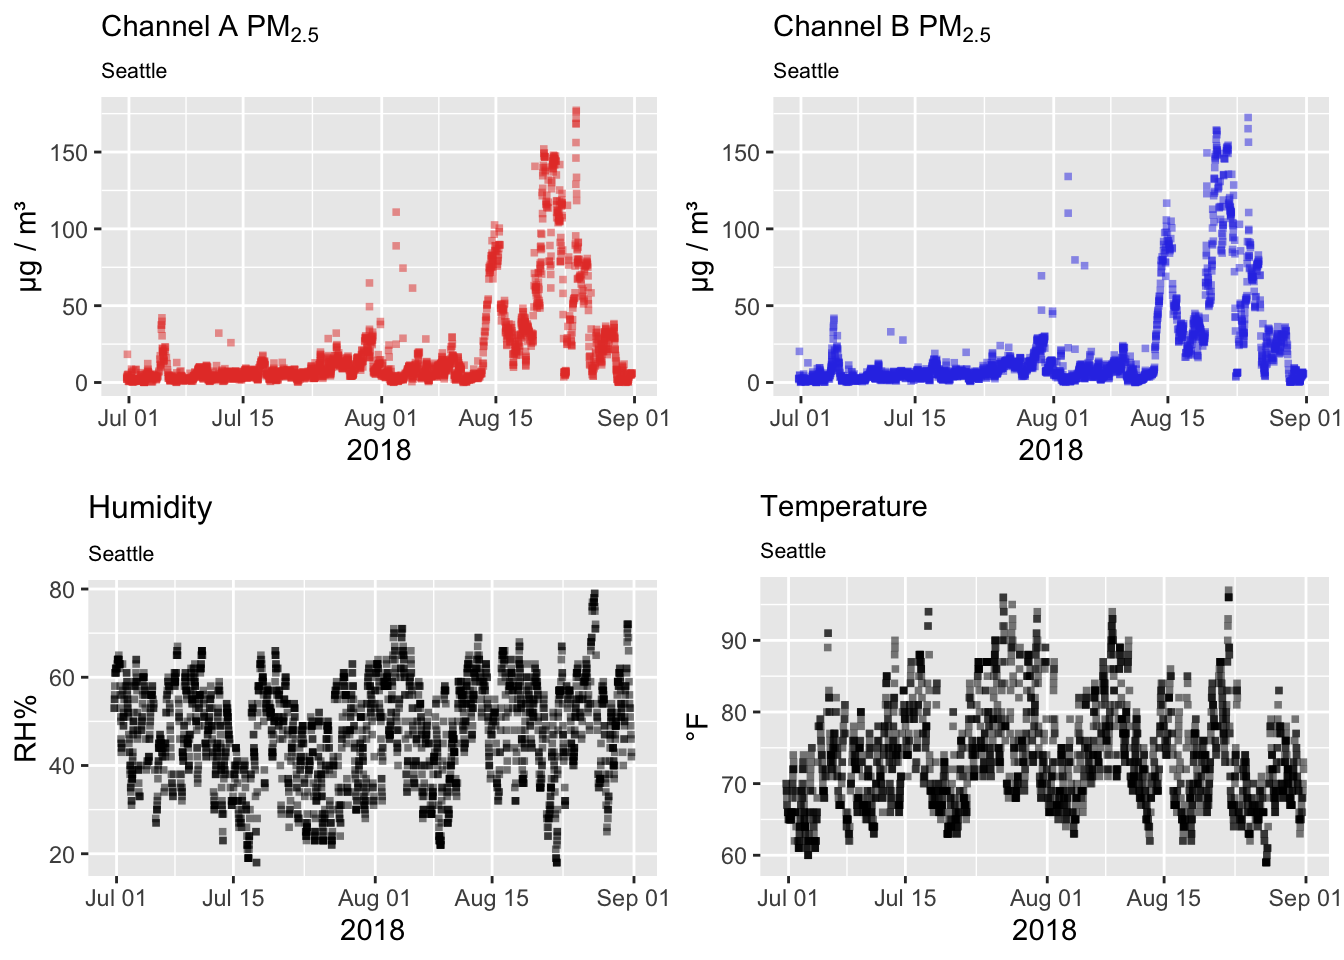 Channel A PM2.5
Seattle
150
100
50
0
µg / m³
Jul 01 Jul 15 Aug 01 Aug 15 Sep 01
2018
Channel B PM2.5
Seattle
150
100
50
0
µg / m³
Jul 01 Jul 15 Aug 01 Aug 15 Sep 01
2018
Humidity
Seattle
80
60
40
20
RH%
Jul 01 Jul 15 Aug 01 Aug 15 Sep 01
2018
Temperature
Seattle
90
80
70
60
°F
Jul 01 Jul 15 Aug 01 Aug 15 Sep 01
2018